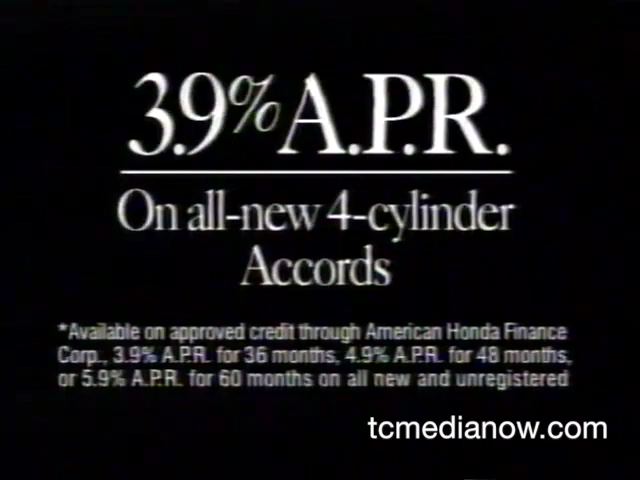 3.9% A.P.R.
On all-new 4-cylinder
Accords
*Available on approved credit through American Honda Finance
Corp., 3.9% A.P.R. for 36 months, 4.9% A.P.R. for 48 months,
or 5.9% A.P.R. for 60 months on all new and unregistered
tcmedianow.com